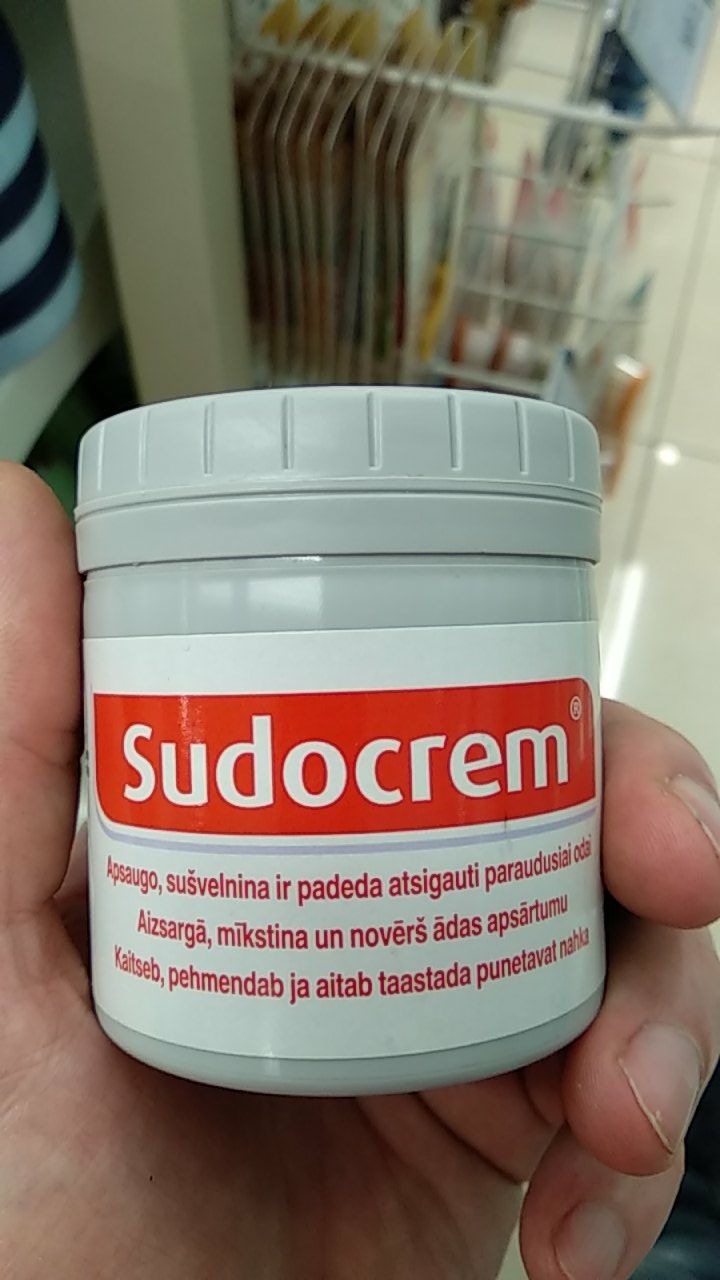 Sudocrem®
Apsaugo, sušvelnina ir padeda atsigauti paraudusiai odai
Aizsargā, mīkstina un novērš ādas apsārtumu
Kaitseb, pehmendab ja aitab taastada punetavat nahka